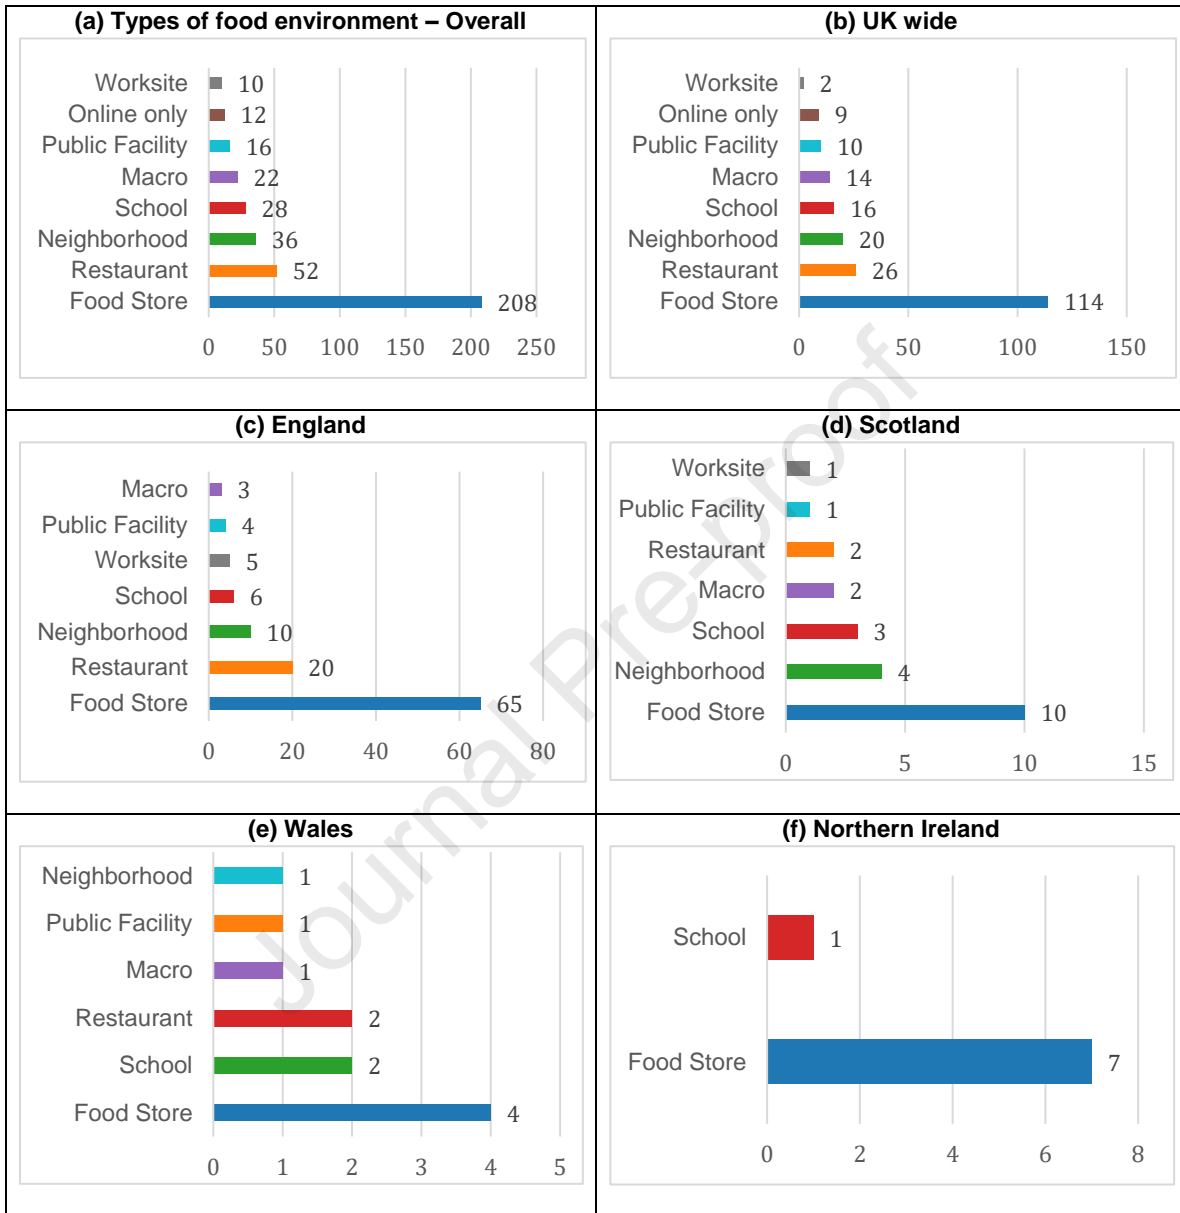 (a) Types of food environment – Overall
Worksite 10
Online only 12
Public Facility 16
Macro 22
School 28
Neighborhood 36
Restaurant 52
Food Store 208
0 50 100 150 200 250
(b) UK wide
Worksite 2
Online only 9
Public Facility 10
Macro 14
School 16
Neighborhood 20
Restaurant 26
Food Store 114
0 50 100 150
(c) England
Macro 3
Public Facility 4
Worksite 5
School 6
Neighborhood 10
Restaurant 20
Food Store 65
0 20 40 60 80
(d) Scotland
Worksite 1
Public Facility 1
Restaurant 2
Macro 2
School 3
Neighborhood 4
Food Store 10
0 5 10 15
(e) Wales
Neighborhood 1
Public Facility 1
Macro 1
Restaurant 2
School 2
Food Store 4
0 1 2 3 4 5
(f) Northern Ireland
School 1
Food Store 7
0 2 4 6 8
Journal Pre-proof